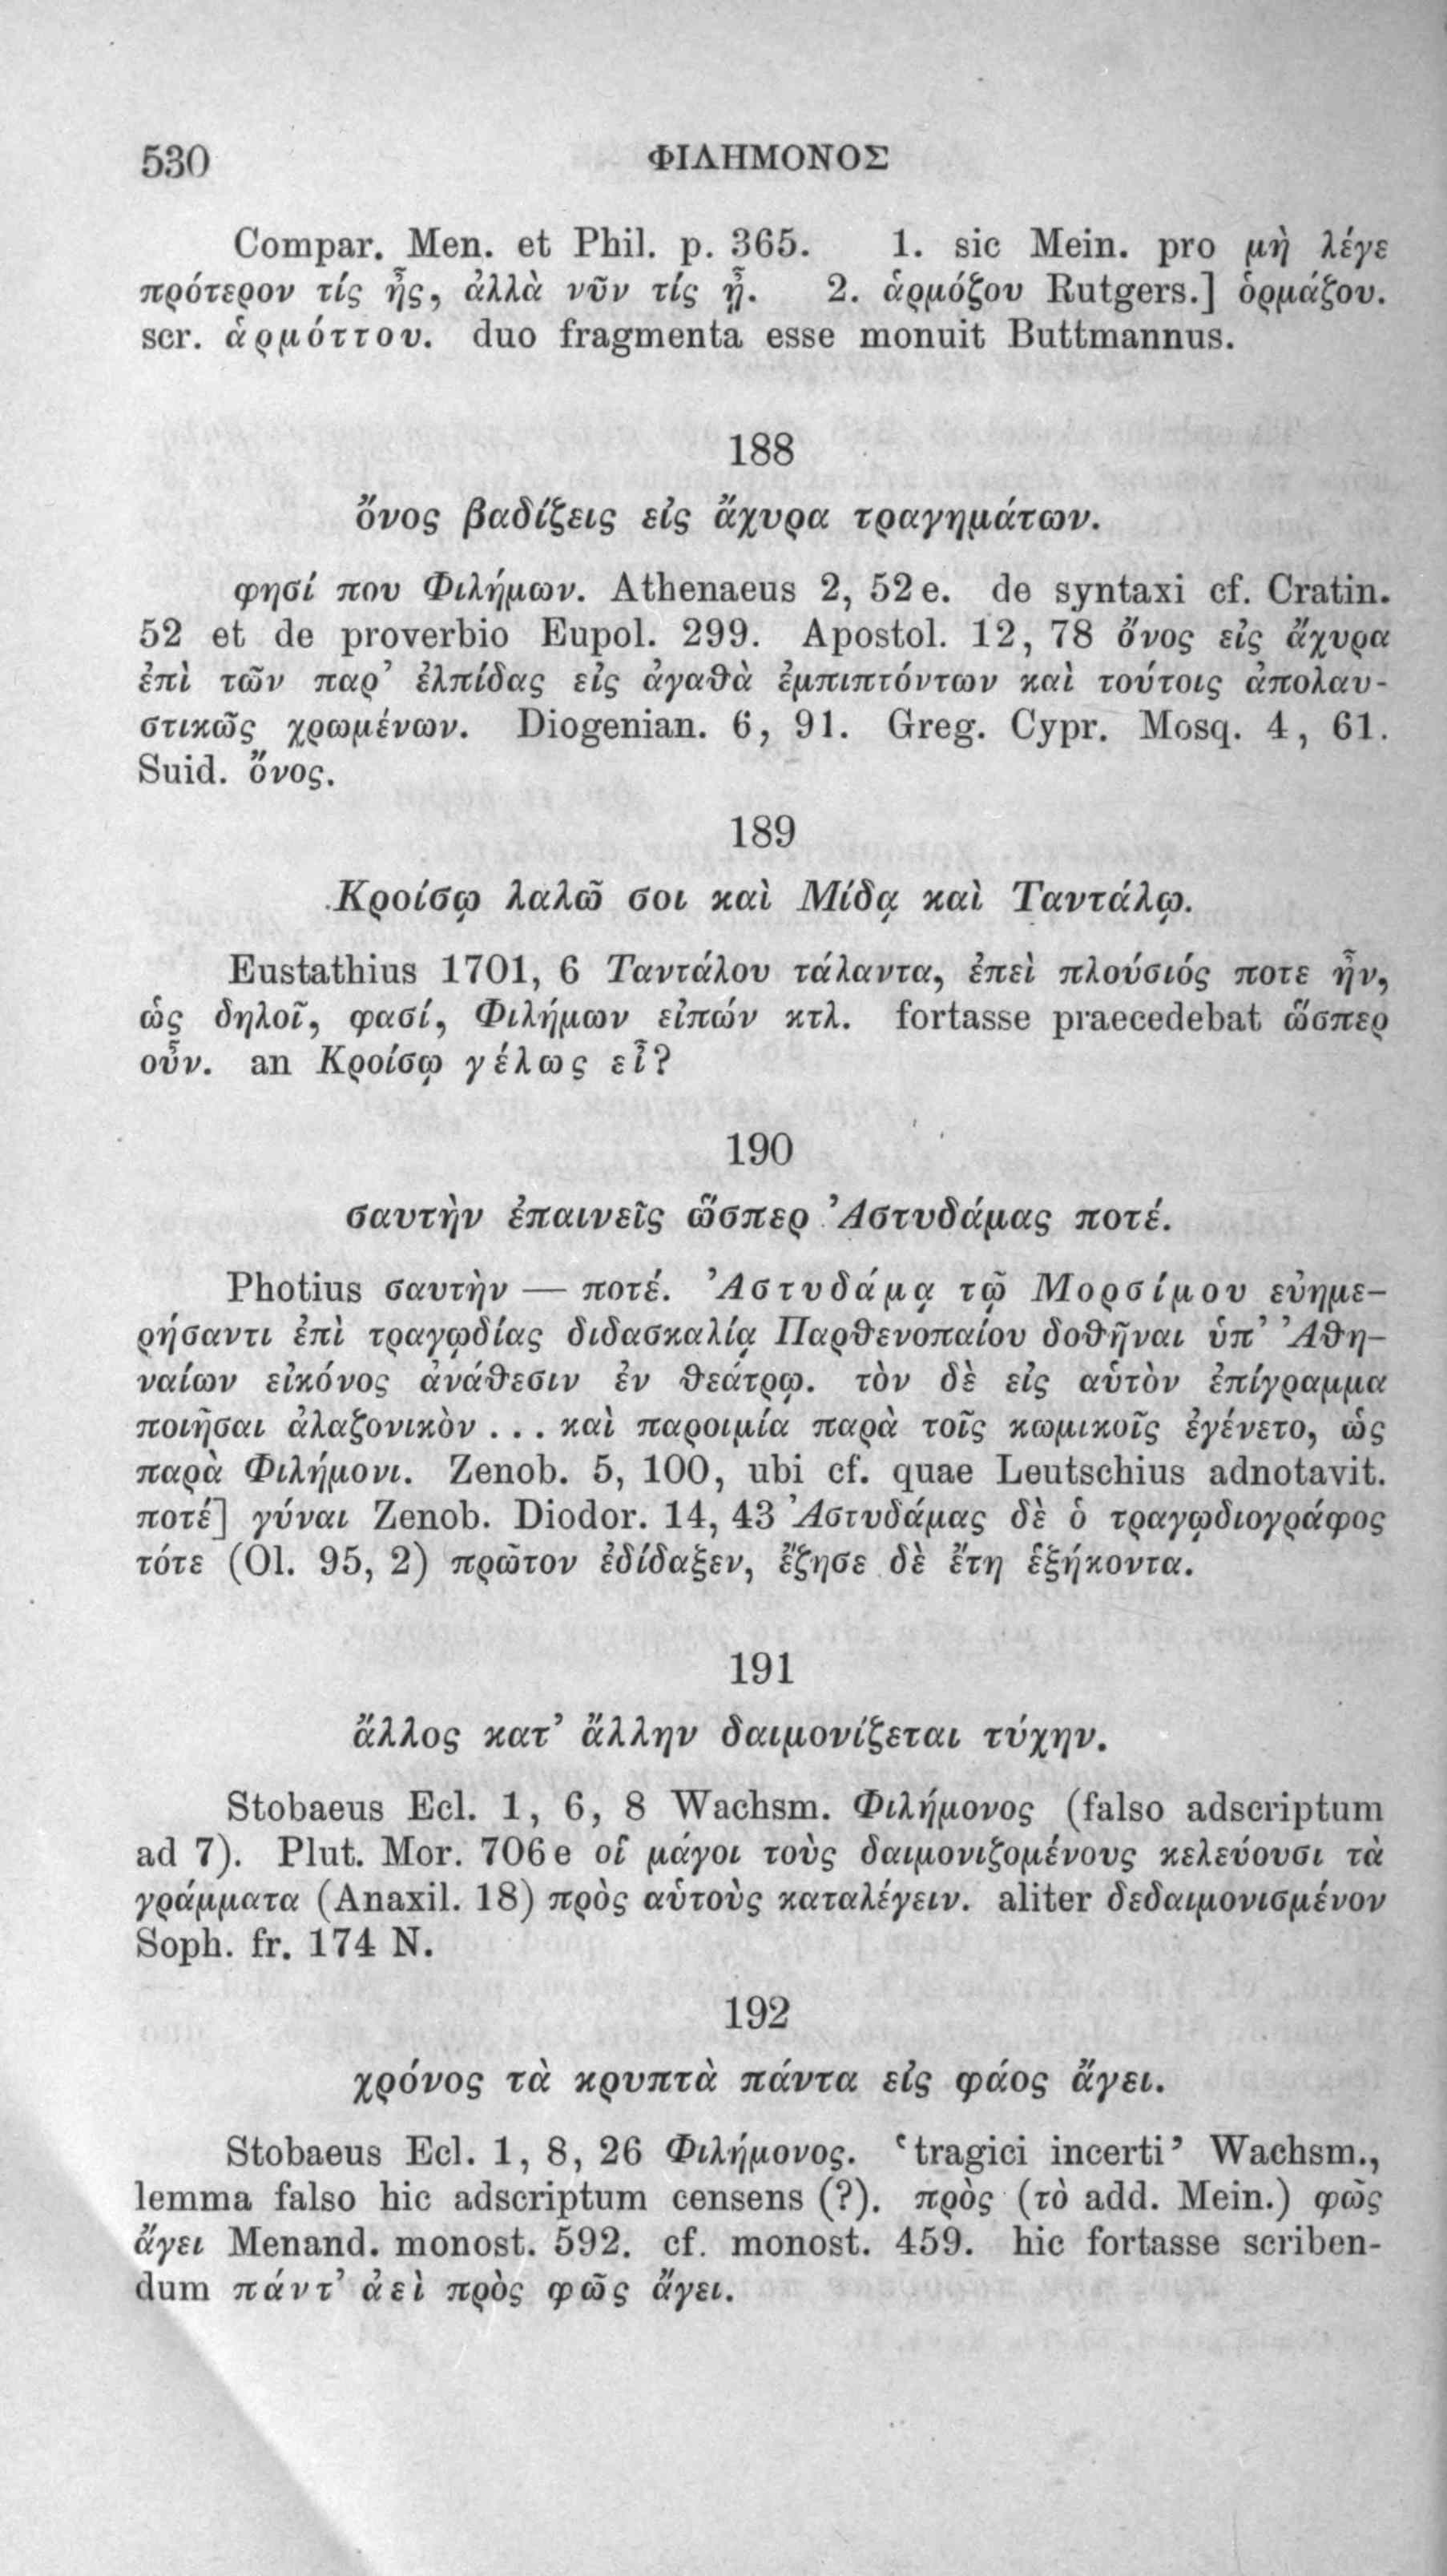 530 ΦΙΛΗΜΟΝΟΣ
Compar. Men. et Phil. p. 365. 1. sic Mein. pro μὴ λέγε
πρότερον τίς ἦς, ἀλλὰ νῦν τίς ᾖ. 2. ἁρμόζου Rutgers.] ὁρμάζου.
scr. ἁρμόττου. duo fragmenta esse monuit Buttmannus.
188
ὄνος βαδίζεις εἰς ἄχυρα τραγημάτων.
φησί που Φιλήμων. Athenaeus 2, 52 e. de syntaxi cf. Cratin.
52 et de proverbio Eupol. 299. Apostol. 12, 78 ὄνος εἰς ἄχυρα
ἐπὶ τῶν παρ᾽ ἐλπίδας εἰς ἀγαθὰ ἐμπιπτόντων καὶ τούτοις ἀπολαυ-
στικῶς χρωμένων. Diogenian. 6, 91. Greg. Cypr. Mosq. 4, 61.
Suid. ὄνος.
189
Κροίσῳ λαλῶ σοι καὶ Μίδᾳ καὶ Ταντάλῳ.
Eustathius 1701, 6 Ταντάλου τάλαντα, ἐπεὶ πλούσιός ποτε ἦν,
ὡς δηλοῖ, φασί, Φιλήμων εἰπών κτλ. fortasse praecedebat ὥσπερ
οὖν. an Κροίσῳ γέλως εἶ?
190
σαυτὴν ἐπαινεῖς ὥσπερ Ἀστυδάμας ποτέ.
Photius σαυτὴν — ποτέ. Ἀστυδάμᾳ τῷ Μορσίμου εὐημε-
ρήσαντι ἐπὶ τραγῳδίας διδασκαλίᾳ Παρθενοπαίου δοθῆναι ὑπ᾽ Ἀθη-
ναίων εἰκόνος ἀνάθεσιν ἐν θεάτρῳ. τὸν δὲ εἰς αὑτὸν ἐπίγραμμα
ποιῆσαι ἀλαζονικὸν ... καὶ παροιμία παρὰ τοῖς κωμικοῖς ἐγένετο, ὡς
παρὰ Φιλήμονι. Zenob. 5, 100, ubi cf. quae Leutschius adnotavit.
ποτέ] γύναι Zenob. Diodor. 14, 43 Ἀστυδάμας δὲ ὁ τραγῳδιογράφος
τότε (Ol. 95, 2) πρῶτον ἐδίδαξεν, ἔζησε δὲ ἔτη ἑξήκοντα.
191
ἄλλος κατ᾽ ἄλλην δαιμονίζεται τύχην.
Stobaeus Ecl. 1, 6, 8 Wachsm. Φιλήμονος (falso adscriptum
ad 7). Plut. Mor. 706 e οἱ μάγοι τοὺς δαιμονιζομένους κελεύουσι τὰ
γράμματα (Anaxil. 18) πρὸς αὑτοὺς καταλέγειν. aliter δεδαιμονισμένον
Soph. fr. 174 N.
192
χρόνος τὰ κρυπτὰ πάντα εἰς φάος ἄγει.
Stobaeus Ecl. 1, 8, 26 Φιλήμονος. ‘tragici incerti’ Wachsm.,
lemma falso hic adscriptum censens (?). πρὸς (τὸ add. Mein.) φῶς
ἄγει Menand. monost. 592. cf. monost. 459. hic fortasse scriben-
dum πάντ᾽ ἀεὶ πρὸς φῶς ἄγει.